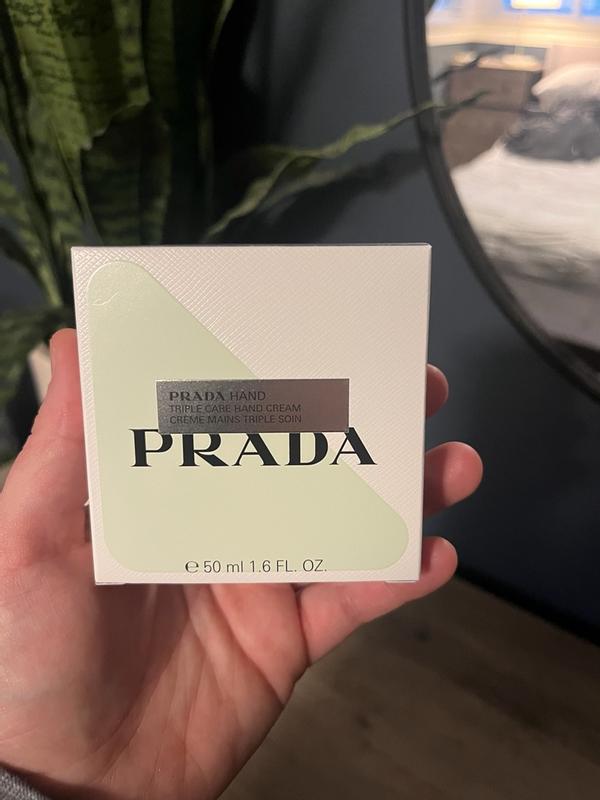 PRADA HAND
TRIPLE CARE HAND CREAM
CRÈME MAINS TRIPLE SOIN
PRADA
℮ 50 ml 1.6 FL. OZ.